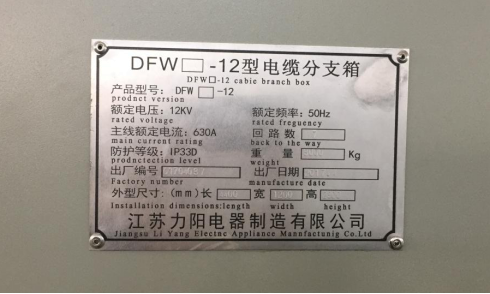 DFW□-12型电缆分支箱
DFW□-12 cabie branch box
产品型号: DFW □-12
prodnct version
额定电压: 12KV 额定频率: 50Hz
rated voltage rated freguency
主线额定电流: 630A 回路数
main current rating back to the way
防护等级: IP33D 重量 Kg
prodnctection level weight
出厂编号 出厂日期
Factory number manufacture date
外型尺寸: (mm) 长 宽 高
Installation dimensions:length width height
江苏力阳电器制造有限公司
Jiangsu Li Yang Electnc Appliance Manufactunig Co.Ltd